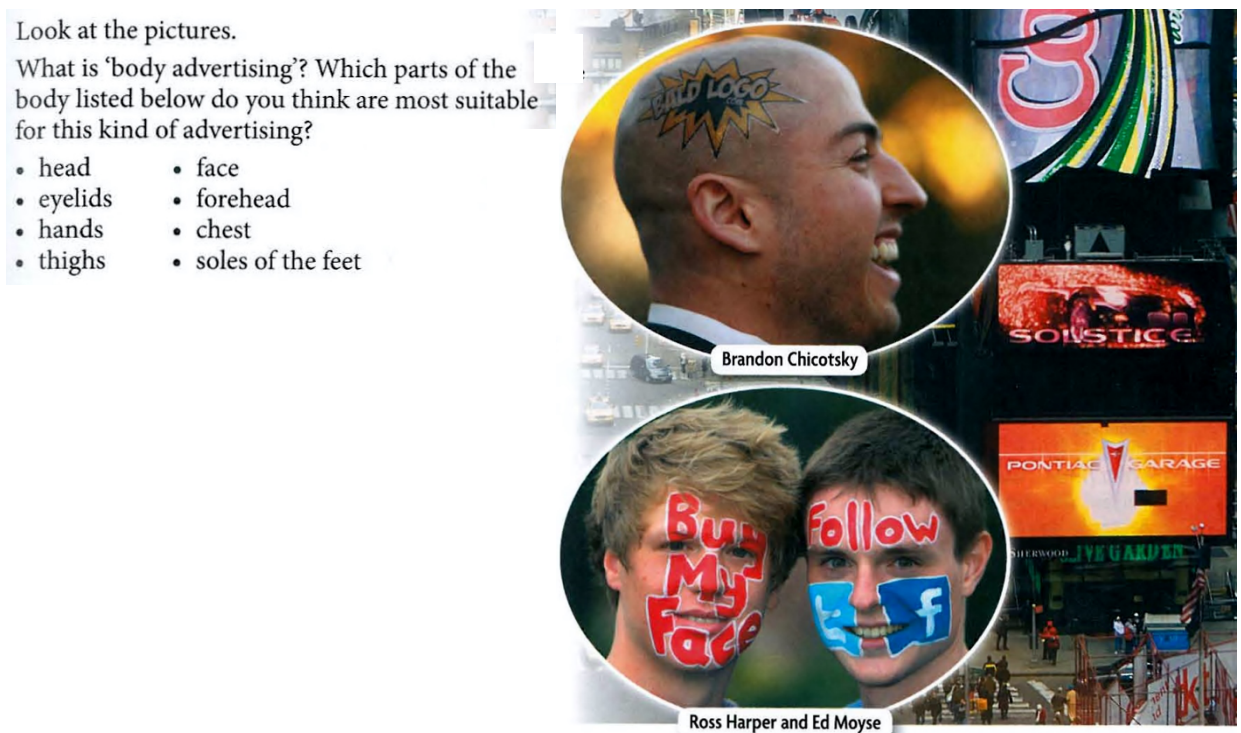 Look at the pictures.
What is ‘body advertising’? Which parts of the
body listed below do you think are most suitable
for this kind of advertising?
• head
• eyelids
• hands
• thighs
• face
• forehead
• chest
• soles of the feet
BALD LOGO
Brandon Chicotsky
SOLSTICE
PONTIAC GARAGE
SHERWOOD
Buy
My
Face
Follow
t f
Ross Harper and Ed Moyse